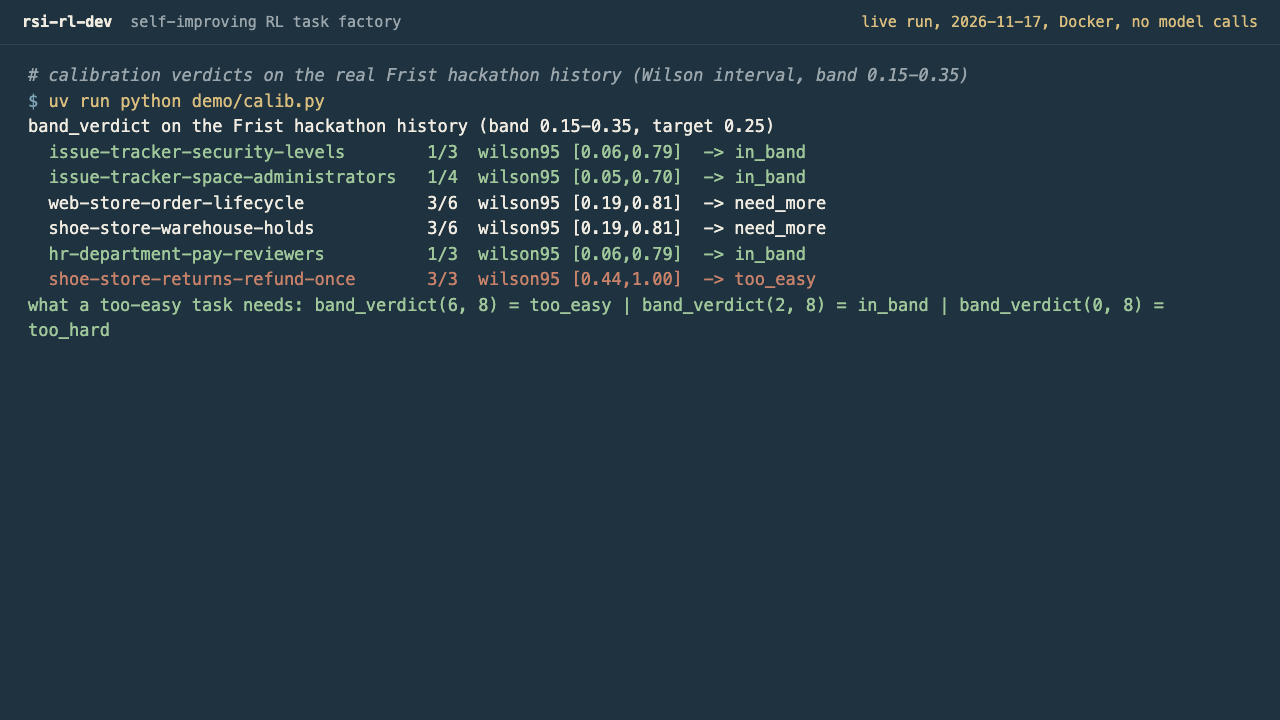 rsi-rl-dev self-improving RL task factory live run, 2026-11-17, Docker, no model calls
# calibration verdicts on the real Frist hackathon history (Wilson interval, band 0.15-0.35)
$ uv run python demo/calib.py
band_verdict on the Frist hackathon history (band 0.15-0.35, target 0.25)
issue-tracker-security-levels 1/3 wilson95 [0.06,0.79] -> in_band
issue-tracker-space-administrators 1/4 wilson95 [0.05,0.70] -> in_band
web-store-order-lifecycle 3/6 wilson95 [0.19,0.81] -> need_more
shoe-store-warehouse-holds 3/6 wilson95 [0.19,0.81] -> need_more
hr-department-pay-reviewers 1/3 wilson95 [0.06,0.79] -> in_band
shoe-store-returns-refund-once 3/3 wilson95 [0.44,1.00] -> too_easy
what a too-easy task needs: band_verdict(6, 8) = too_easy | band_verdict(2, 8) = in_band | band_verdict(0, 8) =
too_hard